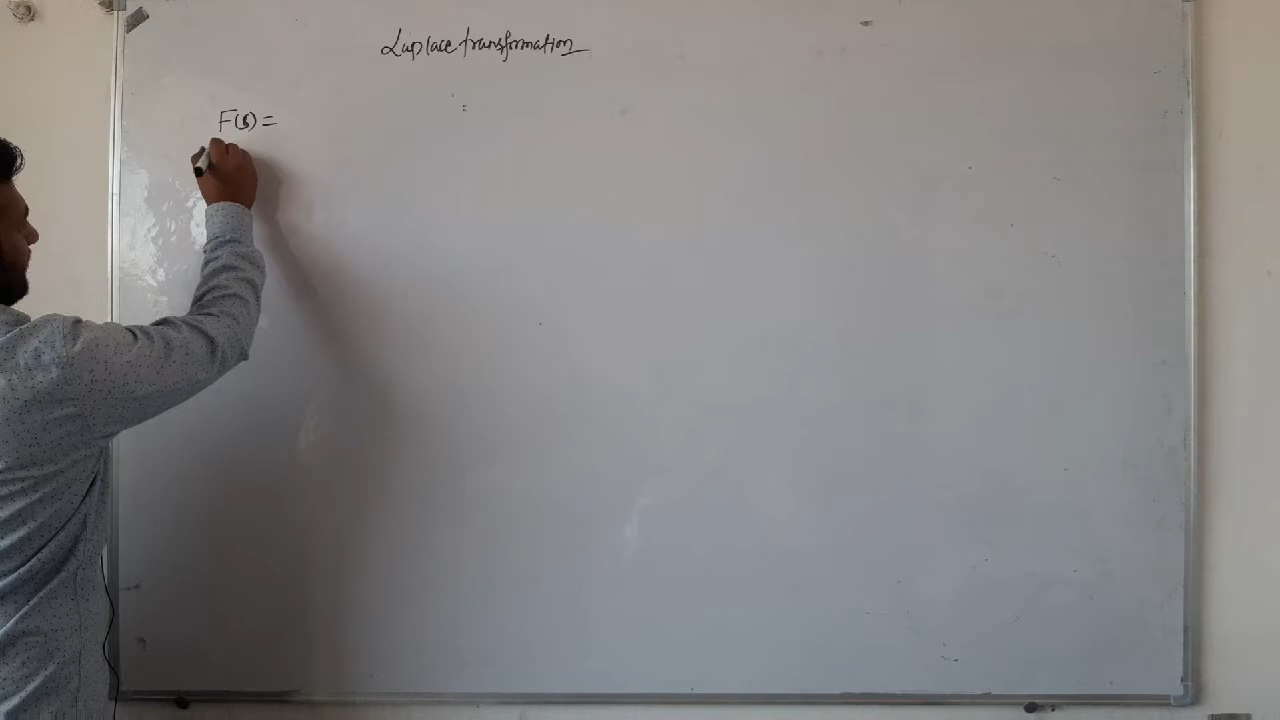 Laplace transformation
F(s) =